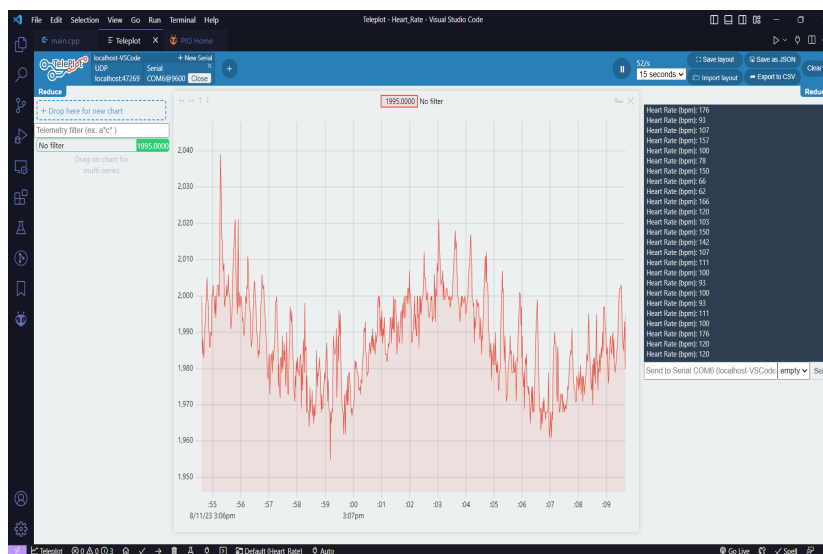 File Edit Selection View Go Run Terminal Help
Teleplot - Heart_Rate - Visual Studio Code
main.cpp
Teleplot X
PIO Home
TelePlot
localhost-VSCode + New Serial
UDP Serial X
localhost:47269 COM6@9600 Close
+
52/s
15 seconds
Save layout
Save as JSON
Import layout
Export to CSV
Clear
Reduce
+ Drop here for new chart
Telemetry filter (ex: a*c* )
No filter 1995.0000
Drag on chart for
multi-series
1995.0000 No filter
2,040
2,030
2,020
2,010
2,000
1,990
1,980
1,970
1,960
1,950
:55 :56 :57 :58 :59 :00 :01 :02 :03 :04 :05 :06 :07 :08 :09
8/11/23 3:06pm 3:07pm
Heart Rate (bpm): 176
Heart Rate (bpm): 93
Heart Rate (bpm): 107
Heart Rate (bpm): 157
Heart Rate (bpm): 100
Heart Rate (bpm): 78
Heart Rate (bpm): 150
Heart Rate (bpm): 66
Heart Rate (bpm): 62
Heart Rate (bpm): 166
Heart Rate (bpm): 120
Heart Rate (bpm): 103
Heart Rate (bpm): 150
Heart Rate (bpm): 142
Heart Rate (bpm): 107
Heart Rate (bpm): 111
Heart Rate (bpm): 100
Heart Rate (bpm): 93
Heart Rate (bpm): 100
Heart Rate (bpm): 93
Heart Rate (bpm): 111
Heart Rate (bpm): 100
Heart Rate (bpm): 176
Heart Rate (bpm): 120
Heart Rate (bpm): 120
Send to Serial COM6 (localhost-VSCode empty
Teleplot 0 0 3 Default (Heart_Rate) Auto
Go Live Spell